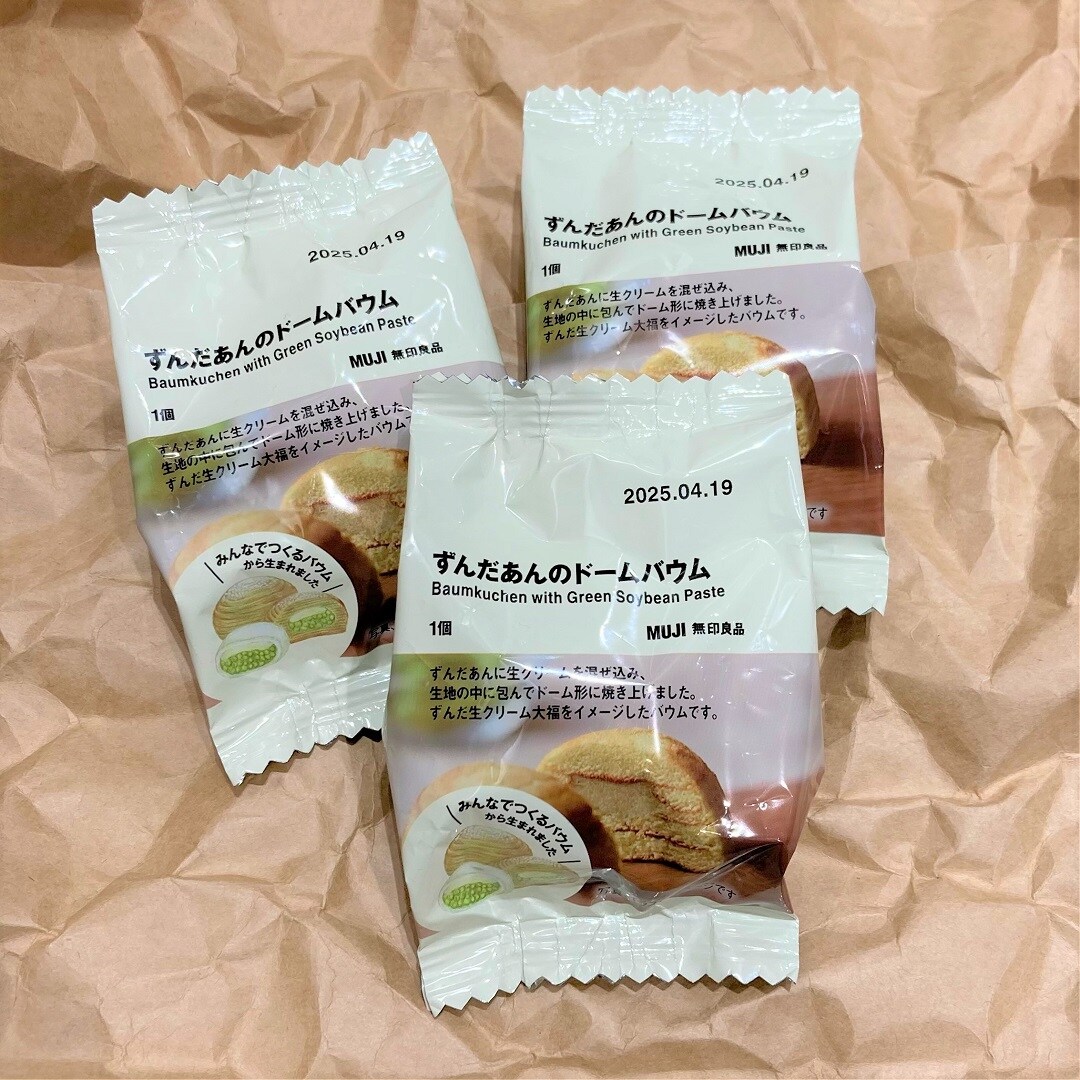 2025.04.19
ずんだあんのドームバウム
Baumkuchen with Green Soybean Paste
MUJI 無印良品
1個
ずんだあんに生クリームを混ぜ込み、
生地の中に包んでドーム形に焼き上げました
ずんだ生クリーム大福をイメージしたバウムで
みんなでつくるバウム
から生まれました
2025.04.19
ずんだあんのドームバウム
Baumkuchen with Green Soybean Paste
MUJI 無印良品
1個
ずんだあんに生クリームを混ぜ込み、
生地の中に包んでドーム形に焼き上げました。
ずんだ生クリーム大福をイメージしたバウムです。
です
2025.04.19
ずんだあんのドームバウム
Baumkuchen with Green Soybean Paste
1個
MUJI 無印良品
ずんだあんに生クリームを混ぜ込み、
生地の中に包んでドーム形に焼き上げました。
ずんだ生クリーム大福をイメージしたバウムです。
みんなでつくるバウム
から生まれました
です